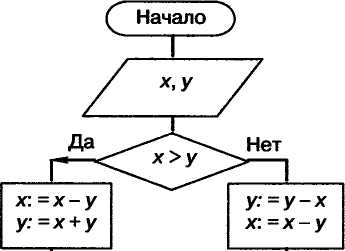 Начало
x, y
Да
x > y
Нет
x: = x – y
y: = x + y
y: = y – x
x: = x – y